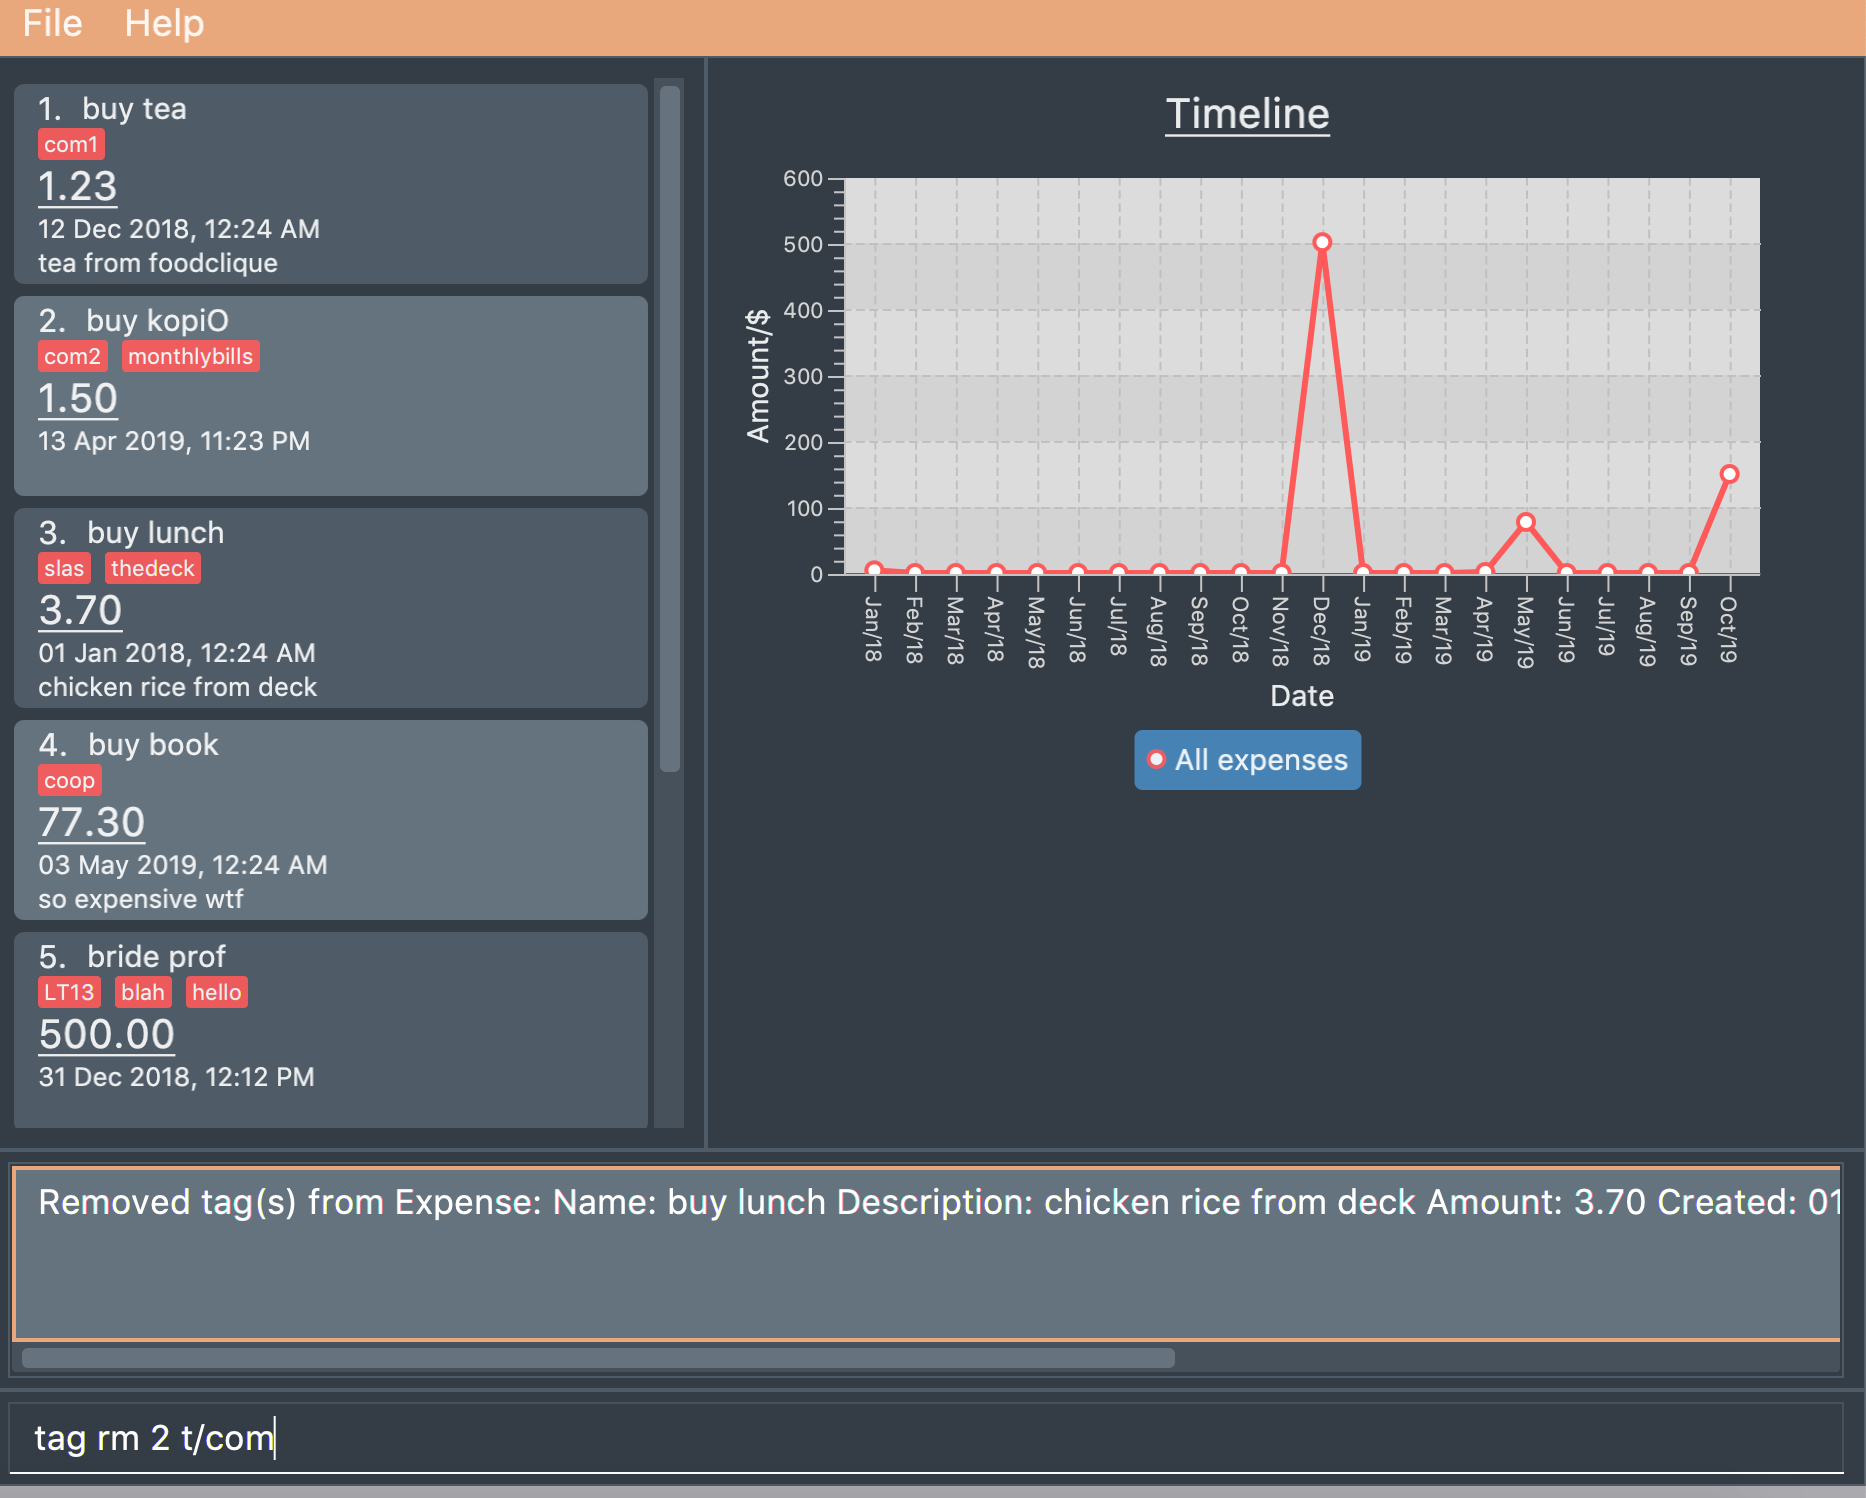 File Help
1. buy tea
com1
1.23
12 Dec 2018, 12:24 AM
tea from foodclique
2. buy kopiO
com2 monthlybills
1.50
13 Apr 2019, 11:23 PM
3. buy lunch
slas thedeck
3.70
01 Jan 2018, 12:24 AM
chicken rice from deck
4. buy book
coop
77.30
03 May 2019, 12:24 AM
so expensive wtf
5. bride prof
LT13 blah hello
500.00
31 Dec 2018, 12:12 PM
Timeline
Amount/$
600
500
400
300
200
100
0
Jan/18 Feb/18 Mar/18 Apr/18 May/18 Jun/18 Jul/18 Aug/18 Sep/18 Oct/18 Nov/18 Dec/18 Jan/19 Feb/19 Mar/19 Apr/19 May/19 Jun/19 Jul/19 Aug/19 Sep/19 Oct/19
Date
All expenses
Removed tag(s) from Expense: Name: buy lunch Description: chicken rice from deck Amount: 3.70 Created: 01
tag rm 2 t/com